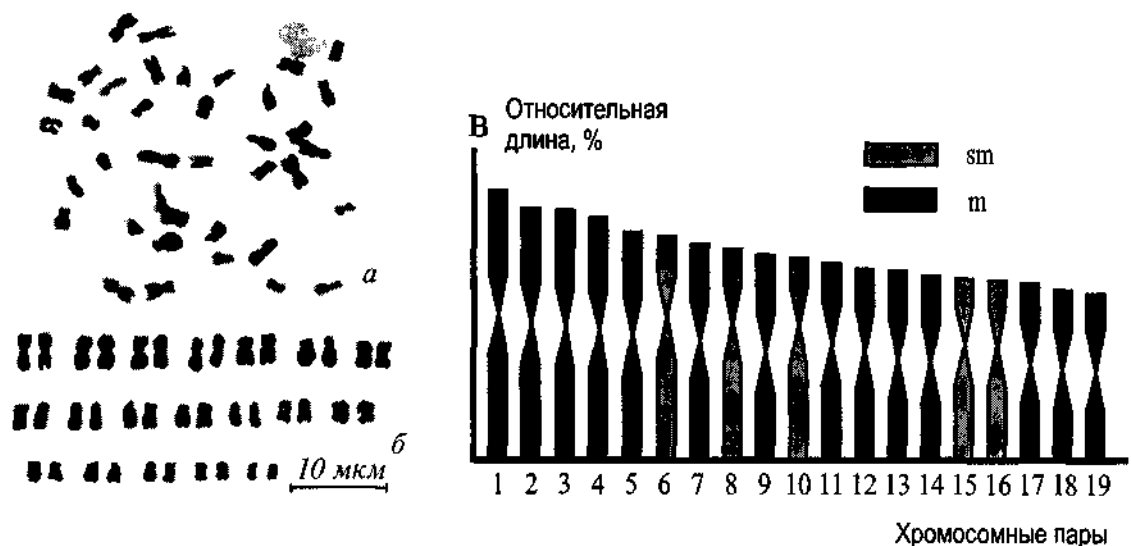 а
б
10 мкм
В
Относительная
длина, %
sm
m
1 2 3 4 5 6 7 8 9 10 11 12 13 14 15 16 17 18 19
Хромосомные пары